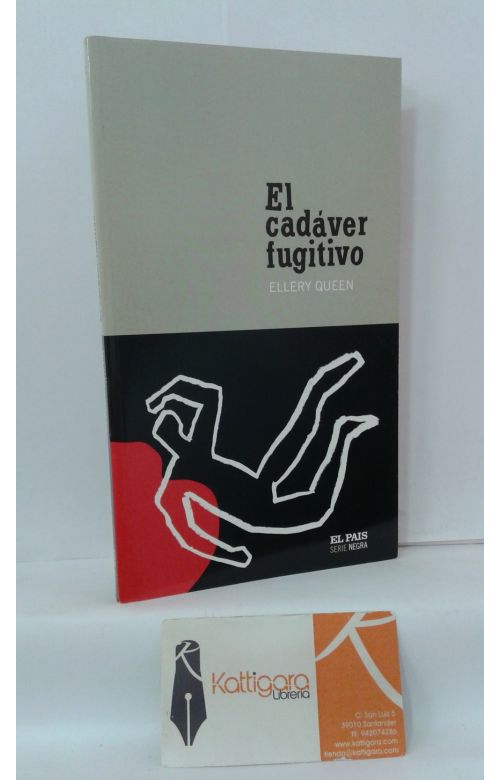 El
cadáver
fugitivo
ELLERY QUEEN
EL PAIS
SERIE NEGRA
Kattigara
Librería
C/ San Luis 5
39010 Santander
Tf: 942074286
www.kattigara.com
tienda@kattigara.com